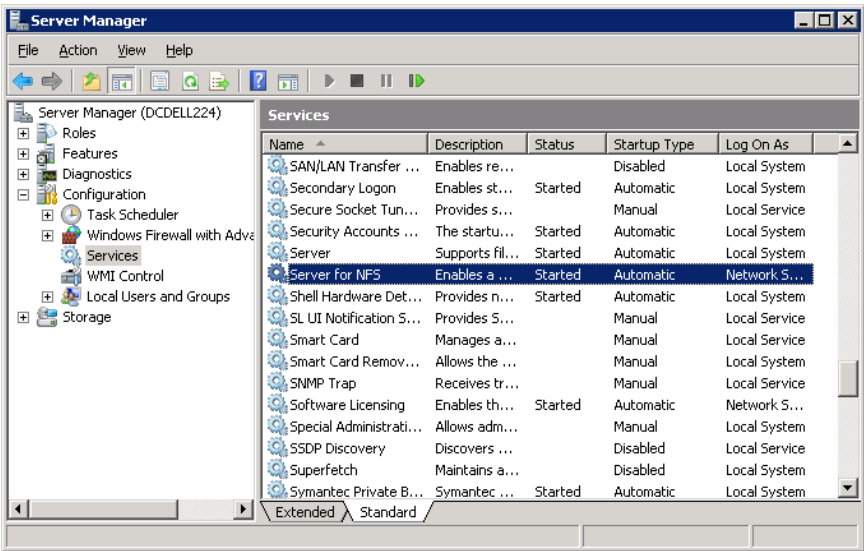 Server Manager
File Action View Help
Server Manager (DCDELL224)
Roles
Features
Diagnostics
Configuration
Task Scheduler
Windows Firewall with Adva
Services
WMI Control
Local Users and Groups
Storage
Services
Name Description Status Startup Type Log On As
SAN/LAN Transfer ... Enables re... Disabled Local System
Secondary Logon Enables st... Started Automatic Local System
Secure Socket Tun... Provides s... Manual Local Service
Security Accounts ... The startu... Started Automatic Local System
Server Supports fil... Started Automatic Local System
Server for NFS Enables a ... Started Automatic Network S...
Shell Hardware Det... Provides n... Started Automatic Local System
SL UI Notification S... Provides S... Manual Local Service
Smart Card Manages a... Manual Local Service
Smart Card Remov... Allows the ... Manual Local System
SNMP Trap Receives tr... Manual Local Service
Software Licensing Enables th... Started Automatic Network S...
Special Administrati... Allows adm... Manual Local System
SSDP Discovery Discovers ... Disabled Local Service
Superfetch Maintains a... Disabled Local System
Symantec Private B... Symantec ... Started Automatic Local System
Extended Standard